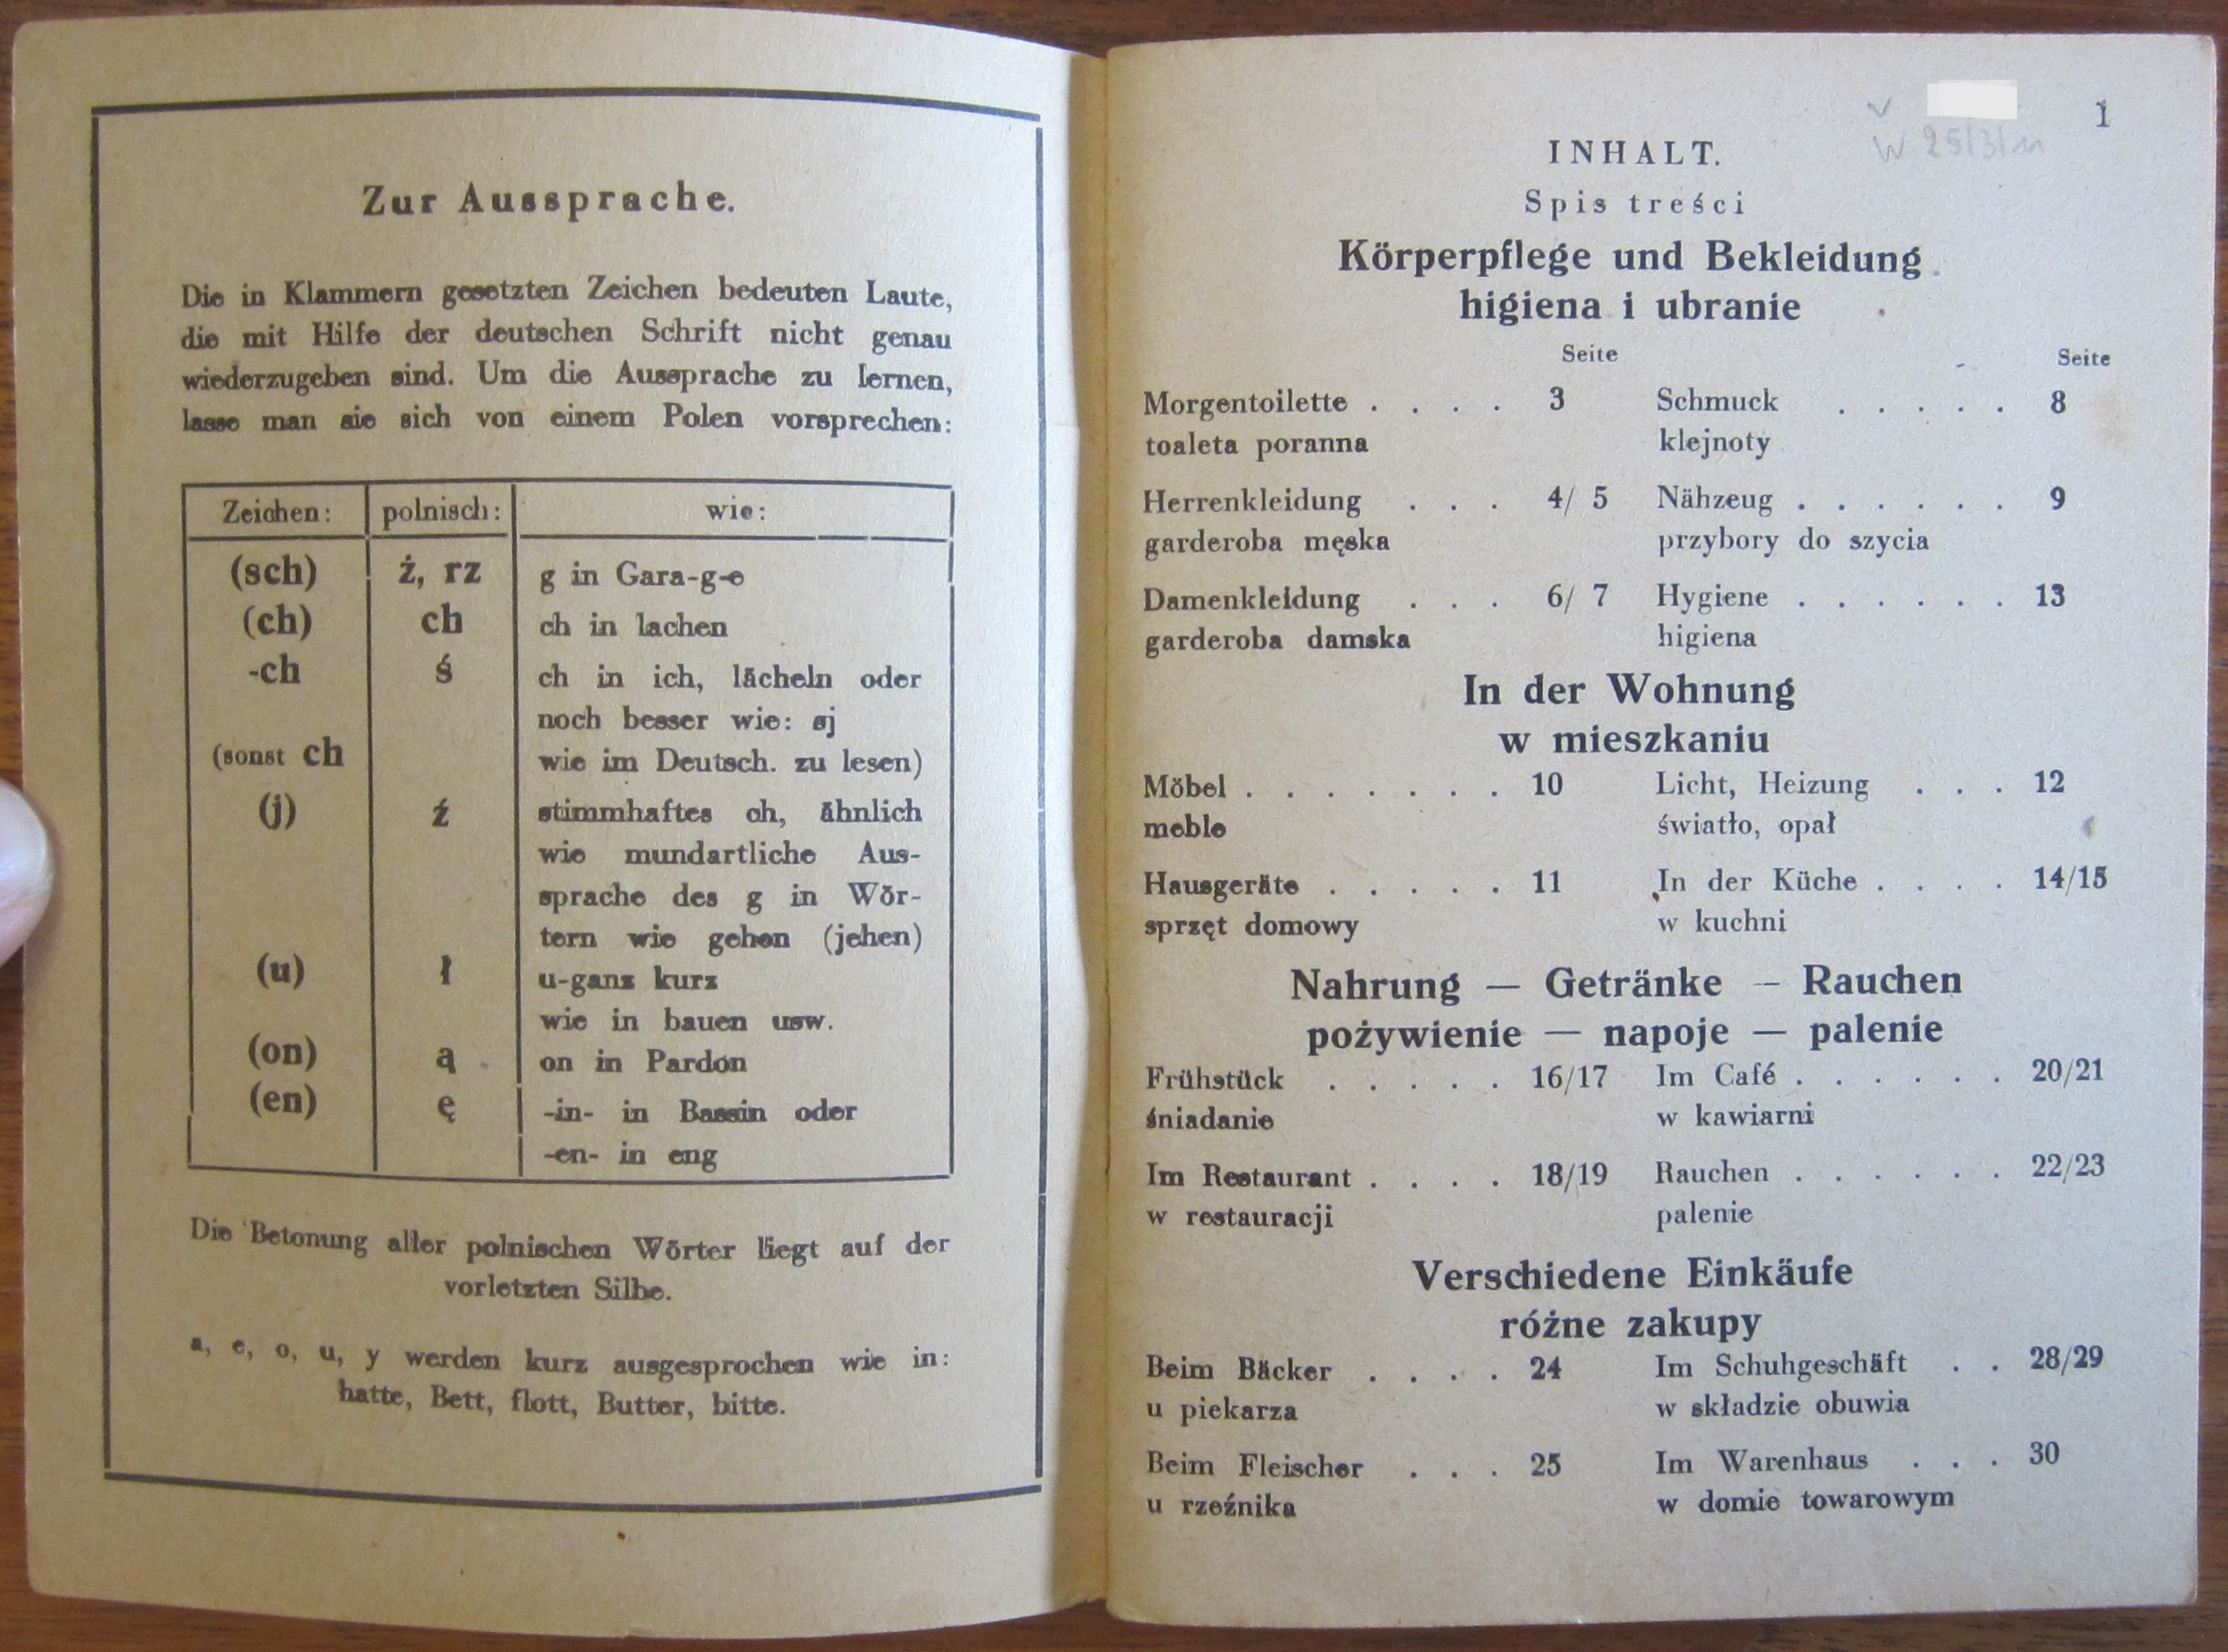 Zur Aussprache.
Die in Klammern gesetzten Zeichen bedeuten Laute,
die mit Hilfe der deutschen Schrift nicht genau
wiederzugeben sind. Um die Aussprache zu lernen,
lasse man sie sich von einem Polen vorsprechen:
Zeichen: polnisch: wie:
(sch) ż, rz g in Gara-g-e
(ch) ch ch in lachen
-ch ś ch in ich, lächeln oder
noch besser wie: sj
(sonst ch wie im Deutsch. zu lesen)
(j) ź stimmhaftes ch, ähnlich
wie mundartliche Aus-
sprache des g in Wör-
tern wie gehen (jehen)
(u) ł u-ganz kurz
wie in bauen usw.
(on) ą on in Pardon
(en) ę -in- in Bassin oder
-en- in eng
Die Betonung aller polnischen Wörter liegt auf der
vorletzten Silbe.
a, e, o, u, y werden kurz ausgesprochen wie in:
hatte, Bett, flott, Butter, bitte.
1
W 25/3/11
INHALT.
Spis treści
Körperpflege und Bekleidung
higiena i ubranie
Seite Seite
Morgentoilette . . . . 3 Schmuck . . . . . 8
toaleta poranna klejnoty
Herrenkleidung . . . 4/ 5 Nähzeug . . . . . . 9
garderoba męska przybory do szycia
Damenkleidung . . . 6/ 7 Hygiene . . . . . . 13
garderoba damska higiena
In der Wohnung
w mieszkaniu
Möbel . . . . . . . 10 Licht, Heizung . . . 12
meble światło, opał
Hausgeräte . . . . . 11 In der Küche . . . . 14/15
sprzęt domowy w kuchni
Nahrung — Getränke — Rauchen
pożywienie — napoje — palenie
Frühstück . . . . . 16/17 Im Café . . . . . . 20/21
śniadanie w kawiarni
Im Restaurant . . . . 18/19 Rauchen . . . . . . 22/23
w restauracji palenie
Verschiedene Einkäufe
różne zakupy
Beim Bäcker . . . . 24 Im Schuhgeschäft . . 28/29
u piekarza w składzie obuwia
Beim Fleischer . . . 25 Im Warenhaus . . . 30
u rzeźnika w domie towarowym